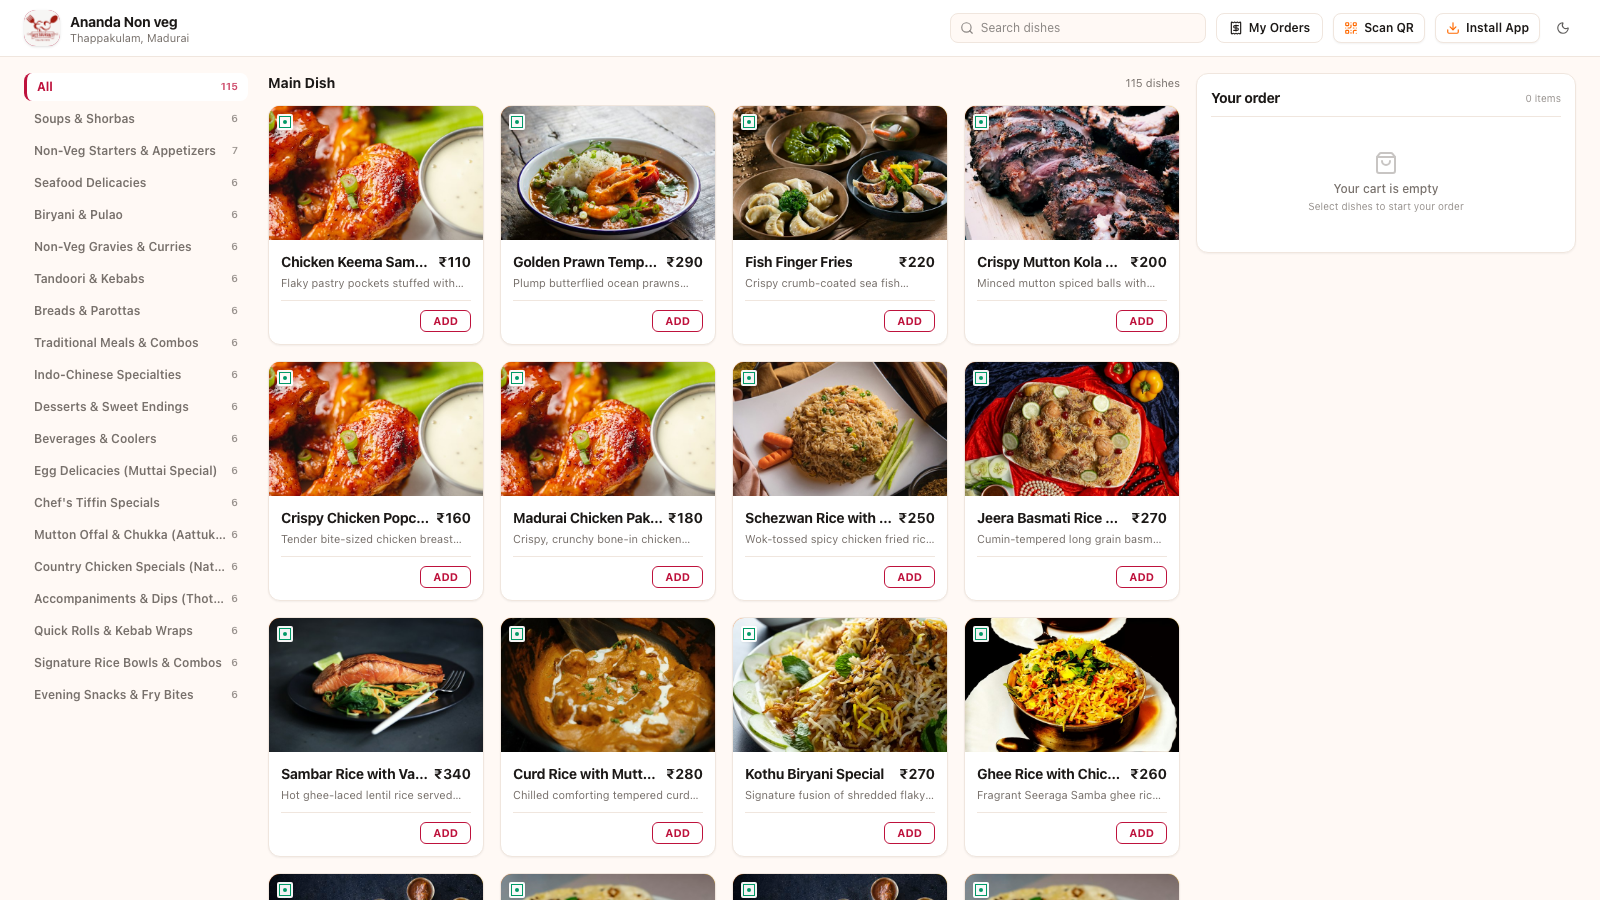 Ananda Non veg
Thappakulam, Madurai
Search dishes
My Orders
Scan QR
Install App
All 115
Soups & Shorbas 6
Non-Veg Starters & Appetizers 7
Seafood Delicacies 6
Biryani & Pulao 6
Non-Veg Gravies & Curries 6
Tandoori & Kebabs 6
Breads & Parottas 6
Traditional Meals & Combos 6
Indo-Chinese Specialties 6
Desserts & Sweet Endings 6
Beverages & Coolers 6
Egg Delicacies (Muttai Special) 6
Chef's Tiffin Specials 6
Mutton Offal & Chukka (Aattuk... 6
Country Chicken Specials (Nat... 6
Accompaniments & Dips (Thot... 6
Quick Rolls & Kebab Wraps 6
Signature Rice Bowls & Combos 6
Evening Snacks & Fry Bites 6
Main Dish
115 dishes
Chicken Keema Sam... ₹110
Flaky pastry pockets stuffed with...
ADD
Golden Prawn Temp... ₹290
Plump butterflied ocean prawns...
ADD
Fish Finger Fries ₹220
Crispy crumb-coated sea fish...
ADD
Crispy Mutton Kola ... ₹200
Minced mutton spiced balls with...
ADD
Crispy Chicken Popc... ₹160
Tender bite-sized chicken breast...
ADD
Madurai Chicken Pak... ₹180
Crispy, crunchy bone-in chicken...
ADD
Schezwan Rice with ... ₹250
Wok-tossed spicy chicken fried ric...
ADD
Jeera Basmati Rice ... ₹270
Cumin-tempered long grain basm...
ADD
Sambar Rice with Va... ₹340
Hot ghee-laced lentil rice served...
ADD
Curd Rice with Mutt... ₹280
Chilled comforting tempered curd...
ADD
Kothu Biryani Special ₹270
Signature fusion of shredded flaky...
ADD
Ghee Rice with Chic... ₹260
Fragrant Seeraga Samba ghee ric...
ADD
Your order
0 items
Your cart is empty
Select dishes to start your order